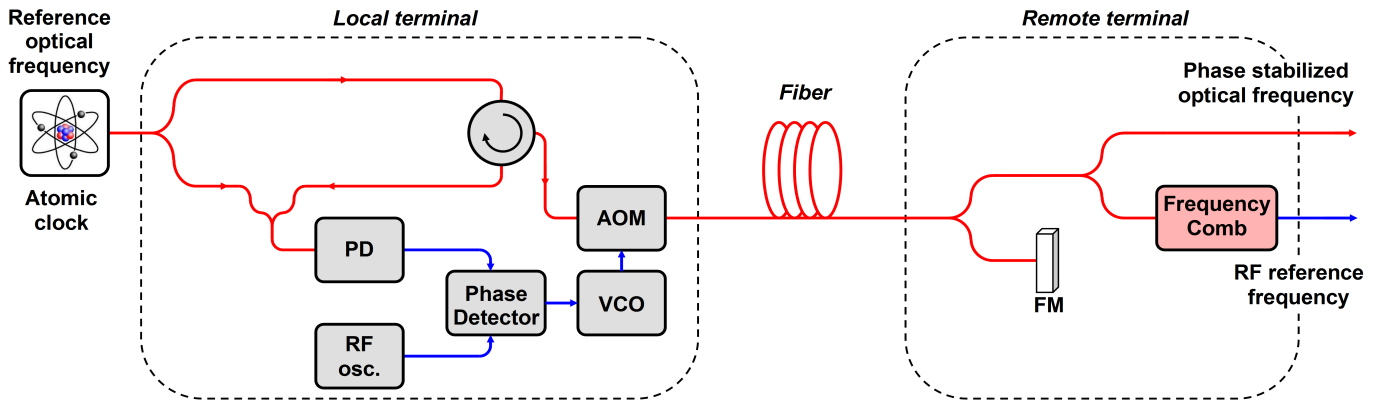 Reference
optical
frequency
Atomic
clock
Local terminal
PD
Phase
Detector
RF
osc.
AOM
VCO
Fiber
Remote terminal
Phase stabilized
optical frequency
Frequency
Comb
FM
RF reference
frequency